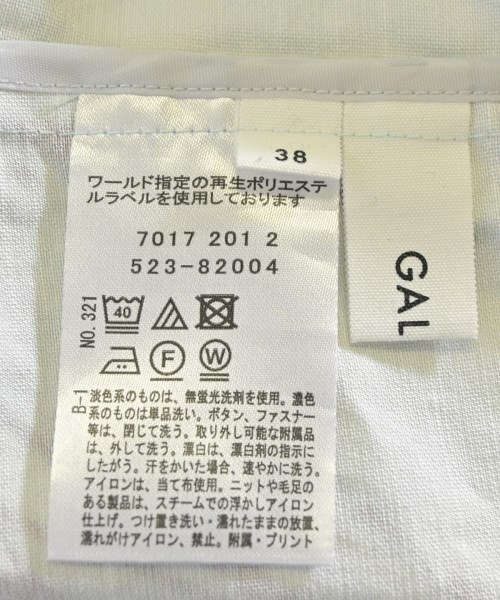 38
ワールド指定の再生ポリエステ
ルラベルを使用しております
7017 201 2
523-82004
NO. 321
40
F
W
B-1
淡色系のものは、無蛍光洗剤を使用。濃色
系のものは単品洗い。ボタン、ファスナー
等は、閉じて洗う。取り外し可能な附属品
は、外して洗う。漂白は、漂白剤の指示に
したがう。汗をかいた場合、速やかに洗う。
アイロンは、当て布使用。ニットや毛足の
ある製品は、スチームでの浮かしアイロン
仕上げ。つけ置き洗い・濡れたままの放置、
濡れがけアイロン、禁止。附属・プリント
GAL